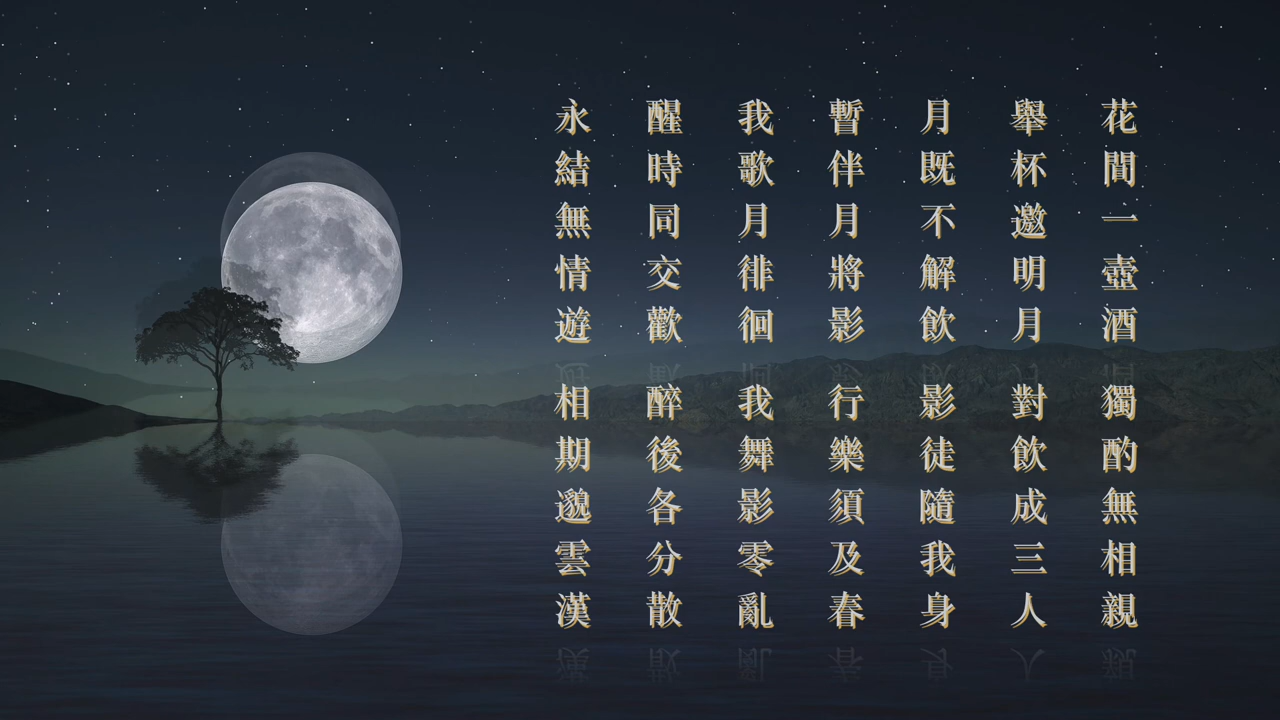 花間一壺酒 獨酌無相親
舉杯邀明月 對飲成三人
月既不解飲 影徒隨我身
暫伴月將影 行樂須及春
我歌月徘徊 我舞影零亂
醒時同交歡 醉後各分散
永結無情遊 相期邈雲漢